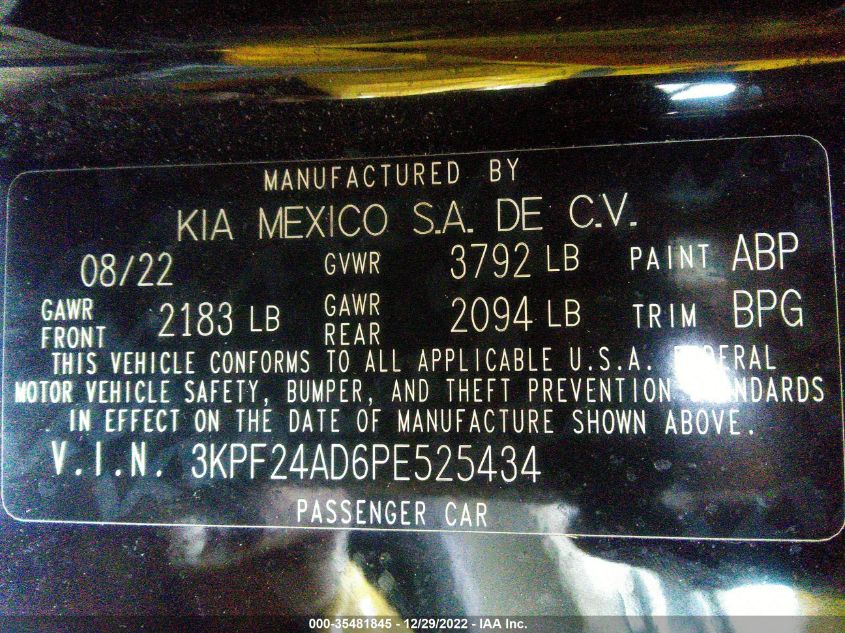 MANUFACTURED BY
KIA MEXICO S.A. DE C.V.
08/22 GVWR 3792 LB PAINT ABP
GAWR FRONT 2183 LB GAWR REAR 2094 LB TRIM BPG
THIS VEHICLE CONFORMS TO ALL APPLICABLE U.S.A. FEDERAL
MOTOR VEHICLE SAFETY, BUMPER, AND THEFT PREVENTION STANDARDS
IN EFFECT ON THE DATE OF MANUFACTURE SHOWN ABOVE.
V.I.N. 3KPF24AD6PE525434
PASSENGER CAR
000-35481845 - 12/29/2022 - IAA Inc.